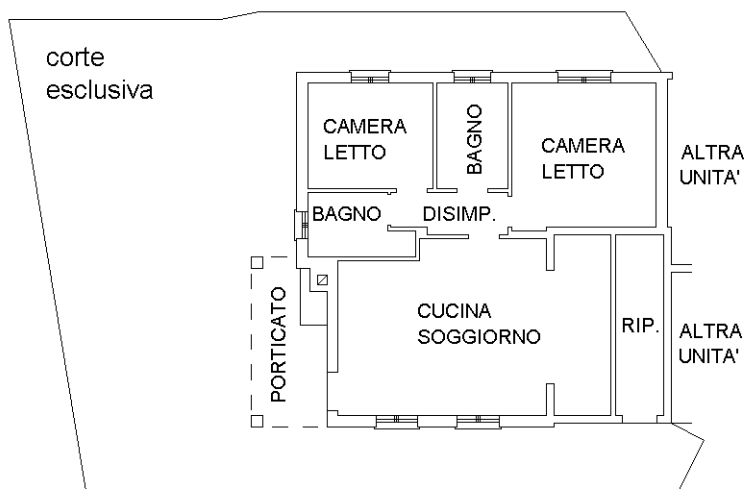 corte
esclusiva
CAMERA
LETTO
BAGNO
CAMERA
LETTO
ALTRA
UNITA'
BAGNO
DISIMP.
PORTICATO
CUCINA
SOGGIORNO
RIP.
ALTRA
UNITA'